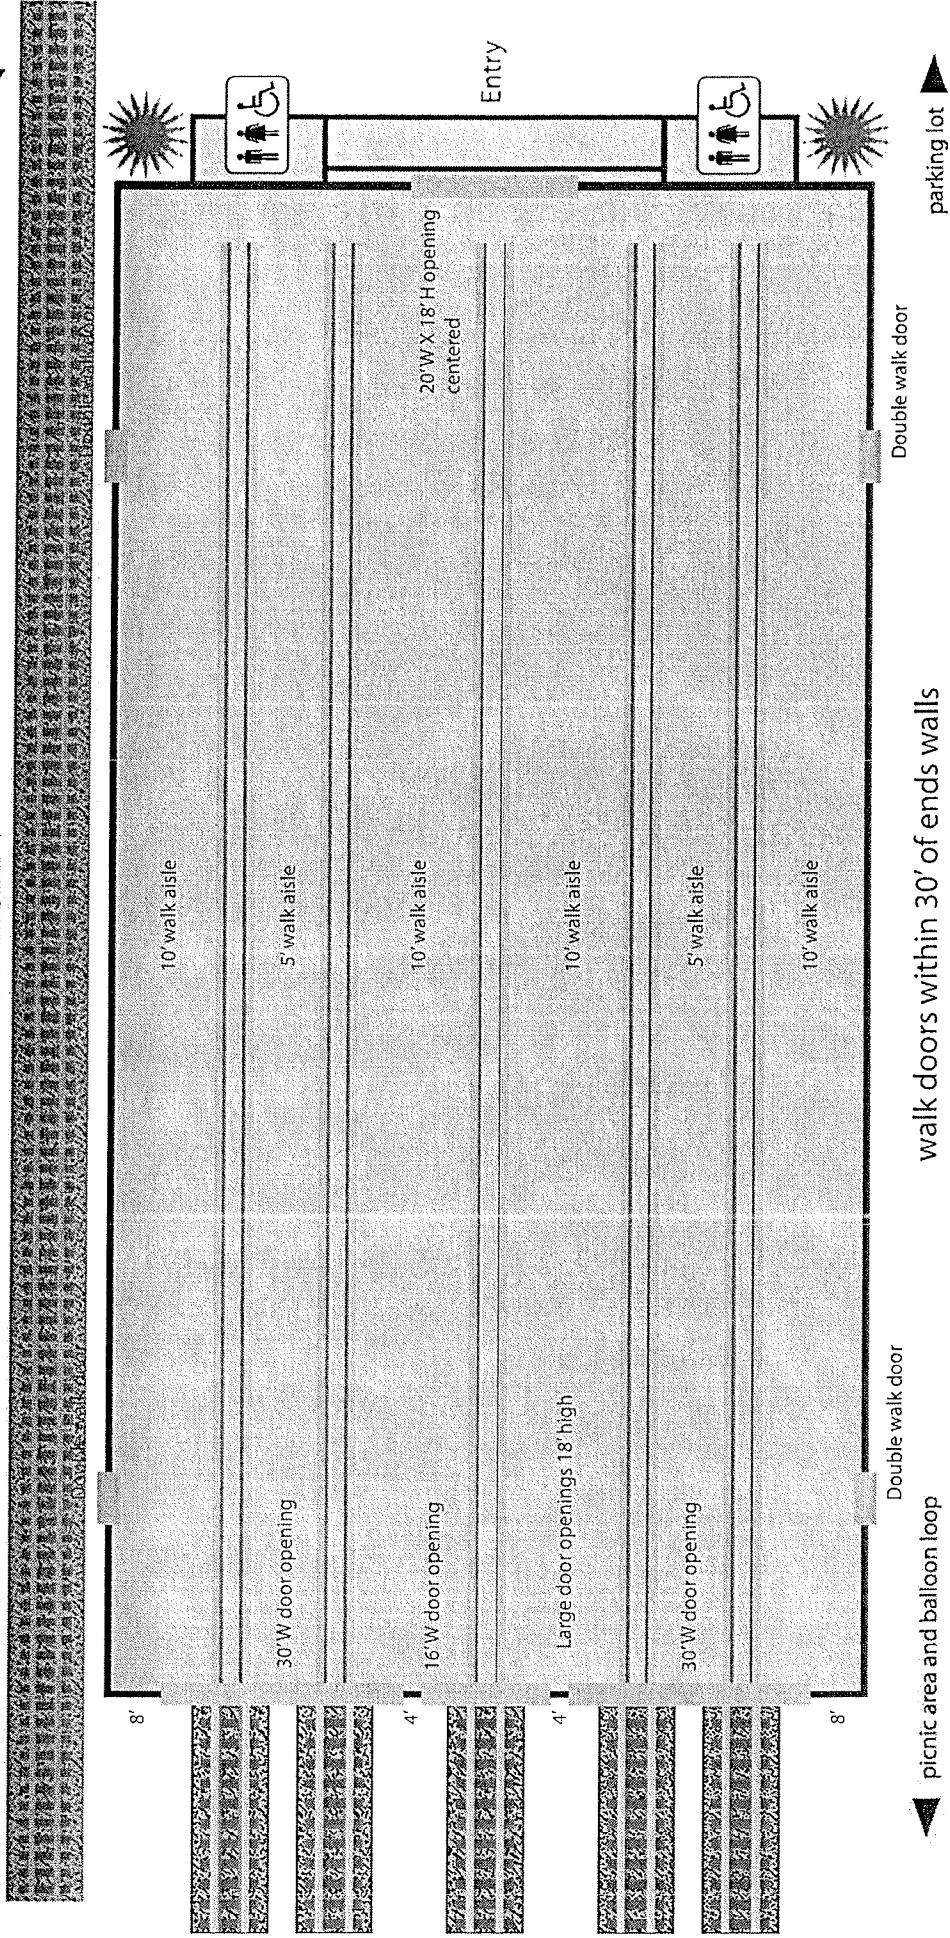 Entry
parking lot
20'W X 18'H opening
centered
Double walk door
10' walk aisle
5' walk aisle
10' walk aisle
10' walk aisle
5' walk aisle
10' walk aisle
walk doors within 30' of ends walls
30'W door opening
16'W door opening
Large door openings 18' high
30'W door opening
Double walk door
8'
4'
4'
8'
picnic area and balloon loop